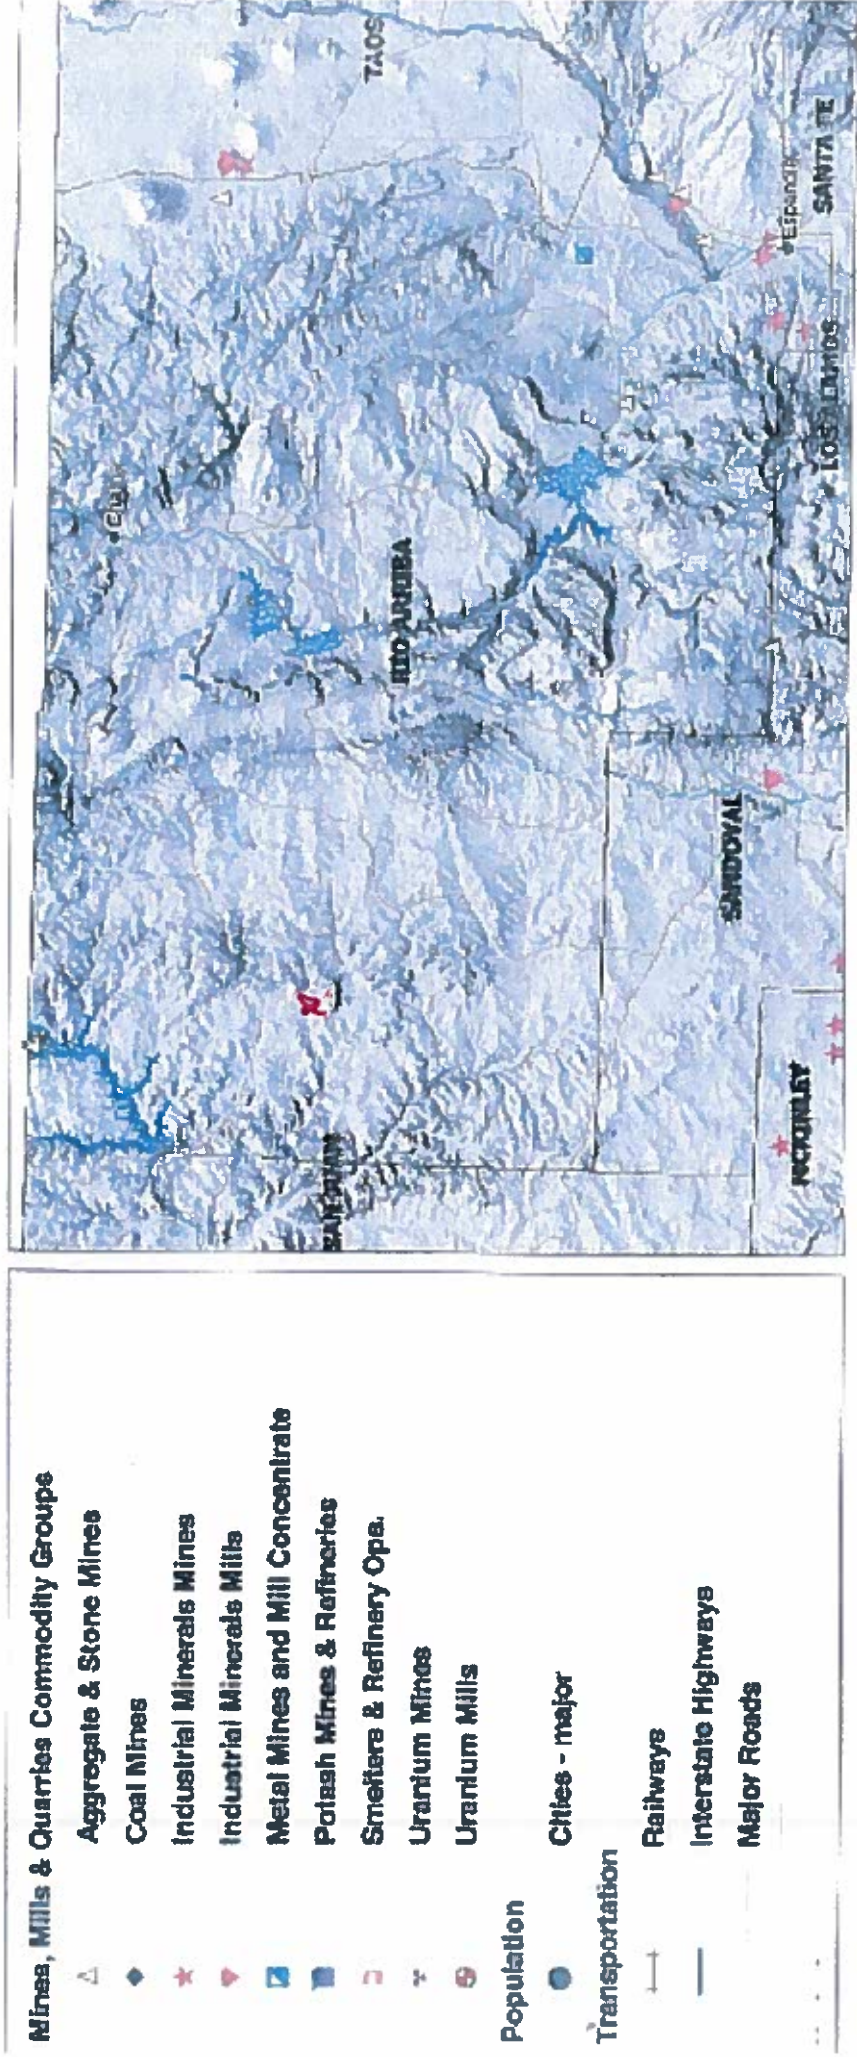 Mines, Mills & Quarries Commodity Groups
Aggregate & Stone Mines
Coal Mines
Industrial Minerals Mines
Industrial Minerals Mills
Metal Mines and Mill Concentrate
Potash Mines & Refineries
Smelters & Refinery Ops.
Uranium Mines
Uranium Mills
Population
Cities - major
Transportation
Railways
Interstate Highways
Major Roads
TAOS
RIO ARRIBA
SAN JUAN
SANDOVAL
MCKINLEY
LOS ALAMOS
SANTA FE
Espanola